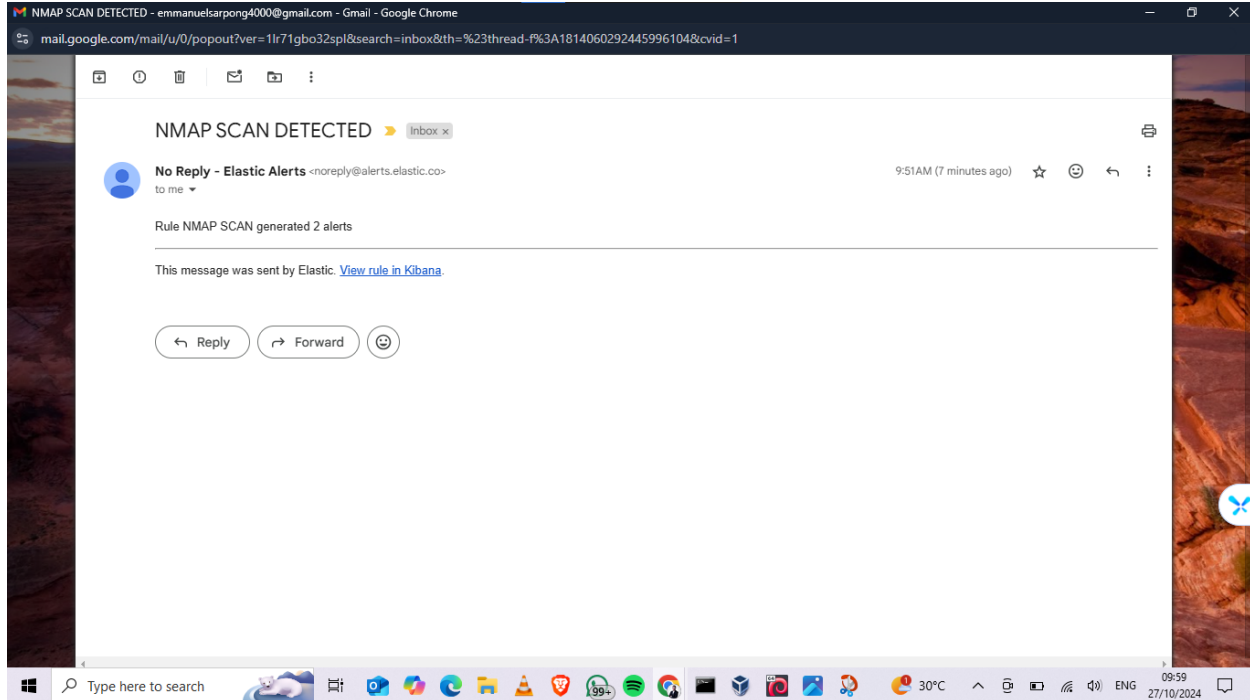 NMAP SCAN DETECTED - emmanuelsarpong4000@gmail.com - Gmail - Google Chrome
mail.google.com/mail/u/0/popout?ver=1lr71gbo32spl&search=inbox&th=%23thread-f%3A1814060292445996104&cvid=1
NMAP SCAN DETECTED Inbox ×
No Reply - Elastic Alerts <noreply@alerts.elastic.co> 9:51AM (7 minutes ago)
to me
Rule NMAP SCAN generated 2 alerts
This message was sent by Elastic. View rule in Kibana.
Reply Forward
Type here to search 99+ 30°C ENG 09:59
27/10/2024